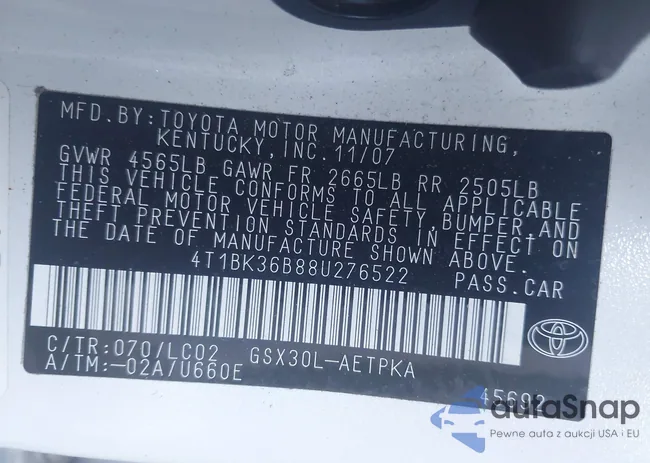 MFD.BY:TOYOTA MOTOR MANUFACTURING,
KENTUCKY,INC.11/07
GVWR 4565LB GAWR FR 2665LB RR 2505LB
THIS VEHICLE CONFORMS TO ALL APPLICABLE
FEDERAL MOTOR VEHICLE SAFETY,BUMPER,AND
THEFT PREVENTION STANDARDS IN EFFECT ON
THE DATE OF MANUFACTURE SHOWN ABOVE.
4T1BK36B88U276522 PASS.CAR
C/TR:070/LC02 GSX30L-AETPKA
A/TM:-02A/U660E
45692
autaSnap
Pewne auta z aukcji USA i EU